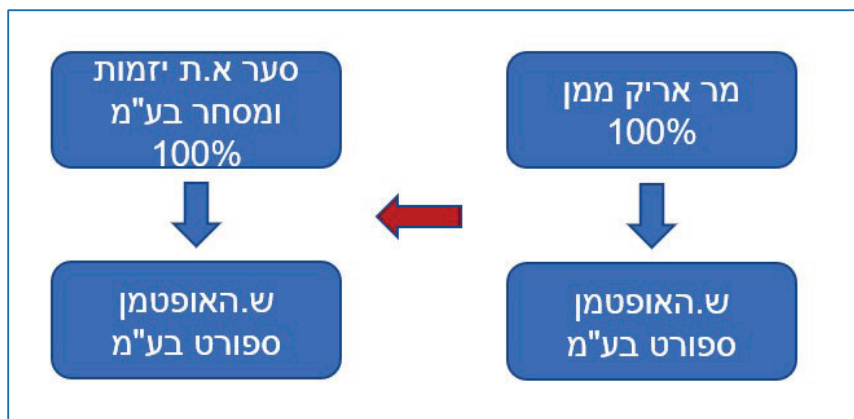 מר אריק ממן
100%
ש.האופטמן
ספורט בע"מ
סער א.ת יזמות
ומסחר בע"מ
100%
ש.האופטמן
ספורט בע"מ